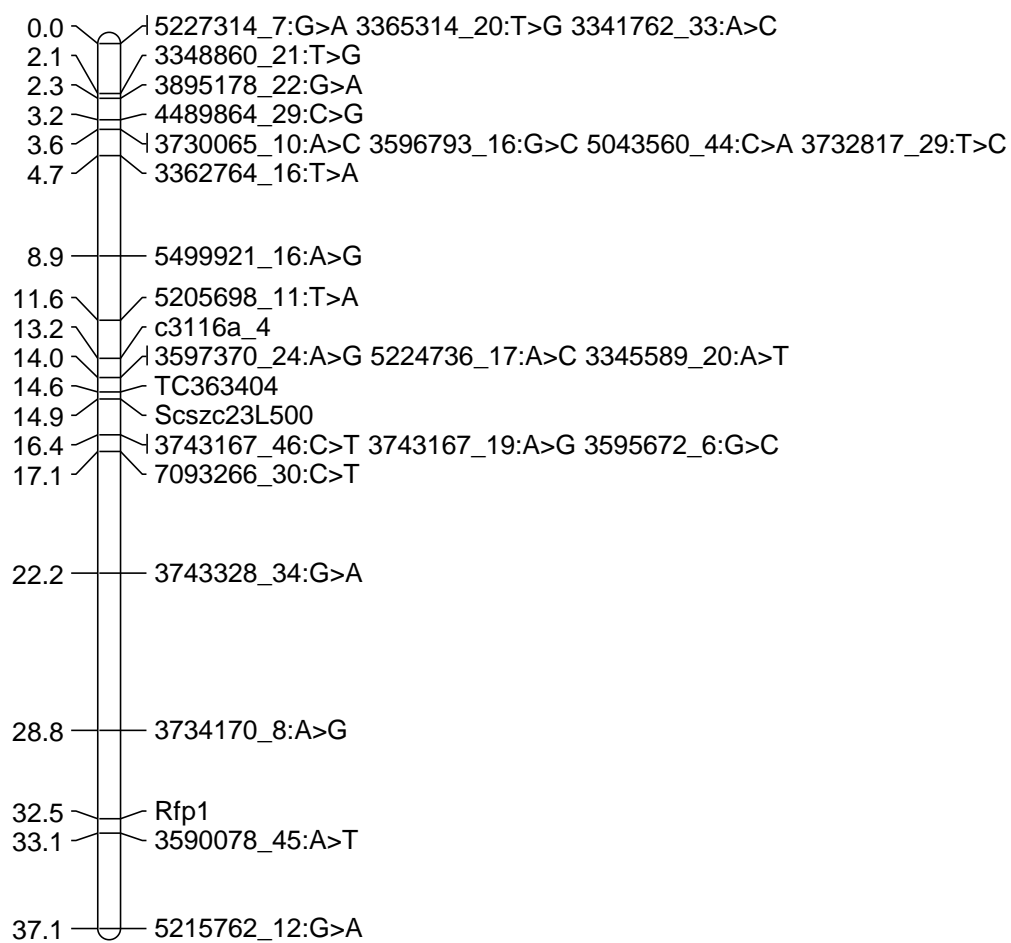 0.0 5227314_7:G>A 3365314_20:T>G 3341762_33:A>C
2.1 3348860_21:T>G
2.3 3895178_22:G>A
3.2 4489864_29:C>G
3.6 3730065_10:A>C 3596793_16:G>C 5043560_44:C>A 3732817_29:T>C
4.7 3362764_16:T>A
8.9 5499921_16:A>G
11.6 5205698_11:T>A
13.2 c3116a_4
14.0 3597370_24:A>G 5224736_17:A>C 3345589_20:A>T
14.6 TC363404
14.9 Scszc23L500
16.4 3743167_46:C>T 3743167_19:A>G 3595672_6:G>C
17.1 7093266_30:C>T
22.2 3743328_34:G>A
28.8 3734170_8:A>G
32.5 Rfp1
33.1 3590078_45:A>T
37.1 5215762_12:G>A